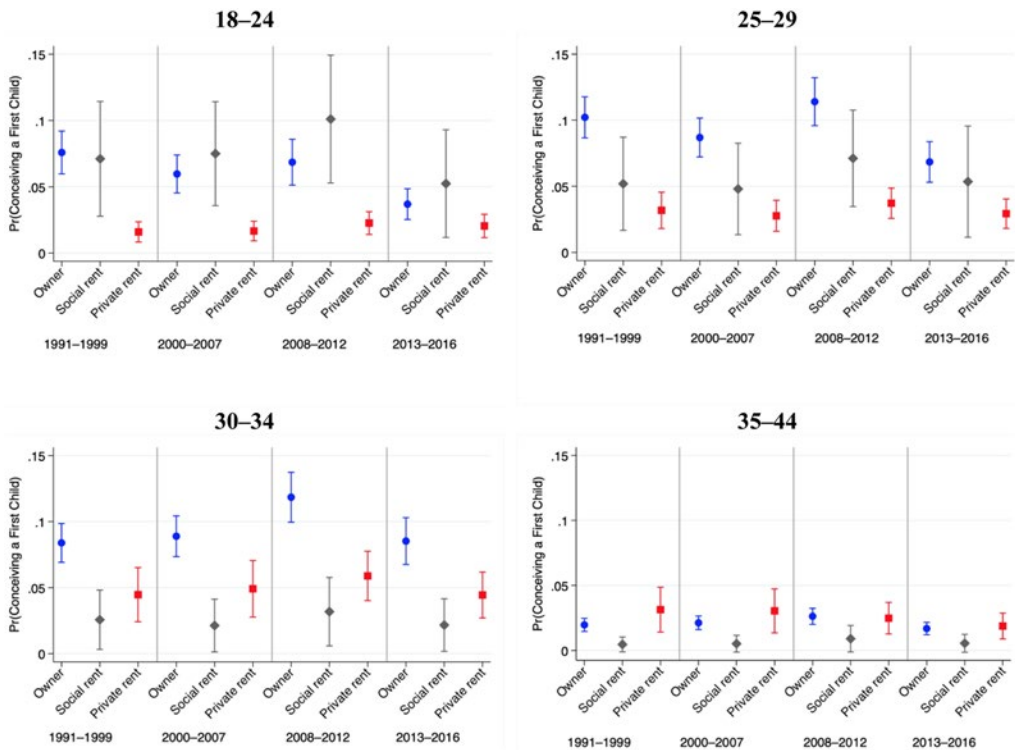 18–24
.15
.1
.05
0
Pr(Conceiving a First Child)
Owner
Social rent
Private rent
Owner
Social rent
Private rent
Owner
Social rent
Private rent
Owner
Social rent
Private rent
1991–1999
2000–2007
2008–2012
2013–2016
25–29
.15
.1
.05
0
Pr(Conceiving a First Child)
Owner
Social rent
Private rent
Owner
Social rent
Private rent
Owner
Social rent
Private rent
Owner
Social rent
Private rent
1991–1999
2000–2007
2008–2012
2013–2016
30–34
.15
.1
.05
0
Pr(Conceiving a First Child)
Owner
Social rent
Private rent
Owner
Social rent
Private rent
Owner
Social rent
Private rent
Owner
Social rent
Private rent
1991–1999
2000–2007
2008–2012
2013–2016
35–44
.15
.1
.05
0
Pr(Conceiving a First Child)
Owner
Social rent
Private rent
Owner
Social rent
Private rent
Owner
Social rent
Private rent
Owner
Social rent
Private rent
1991–1999
2000–2007
2008–2012
2013–2016